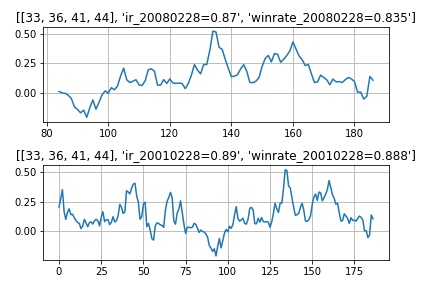 [[33, 36, 41, 44], 'ir_20080228=0.87', 'winrate_20080228=0.835']
0.50
0.25
0.00
80 100 120 140 160 180
[[33, 36, 41, 44], 'ir_20010228=0.89', 'winrate_20010228=0.888']
0.50
0.25
0.00
0 25 50 75 100 125 150 175